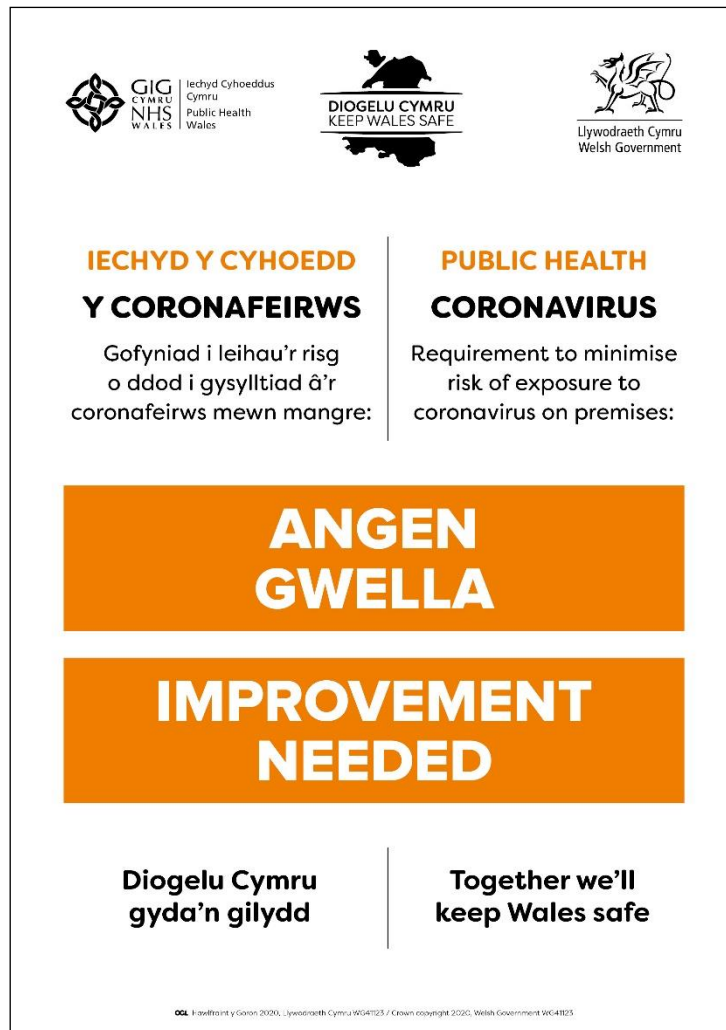 GIG
CYMRU
NHS
WALES
Iechyd Cyhoeddus
Cymru
Public Health
Wales
DIOGELU CYMRU
KEEP WALES SAFE
Llywodraeth Cymru
Welsh Government
IECHYD Y CYHOEDD
Y CORONAFEIRWS
Gofyniad i leihau'r risg
o ddod i gysylltiad â'r
coronafeirws mewn mangre:
PUBLIC HEALTH
CORONAVIRUS
Requirement to minimise
risk of exposure to
coronavirus on premises:
ANGEN
GWELLA
IMPROVEMENT
NEEDED
Diogelu Cymru
gyda'n gilydd
Together we'll
keep Wales safe
OGL Hawlfraint y Goron 2020, Llywodraeth Cymru WG41123 / Crown copyright 2020, Welsh Government WG41123